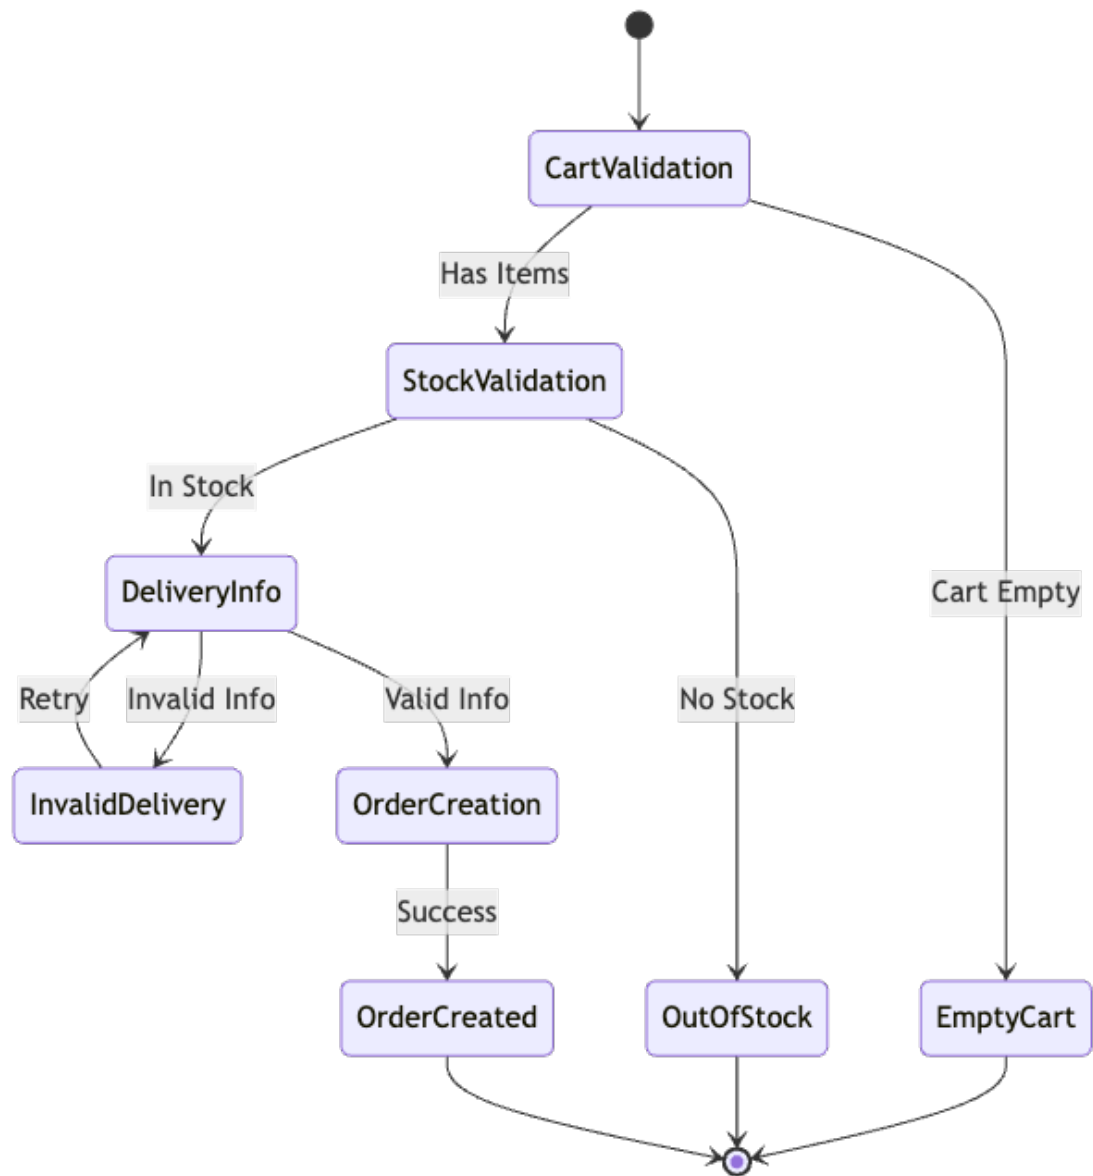 CartValidation
Has Items
StockValidation
In Stock
DeliveryInfo
Cart Empty
Retry
Invalid Info
Valid Info
No Stock
InvalidDelivery
OrderCreation
Success
OrderCreated
OutOfStock
EmptyCart